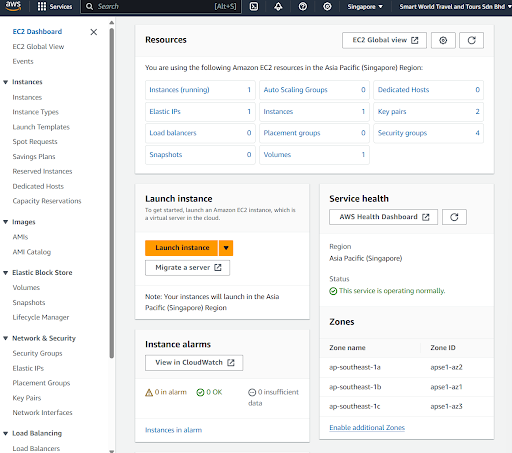 aws
Services
Search
[Alt+S]
Singapore
Smart World Travel and Tours Sdn Bhd
EC2 Dashboard
EC2 Global View
Events
Instances
Instances
Instance Types
Launch Templates
Spot Requests
Savings Plans
Reserved Instances
Dedicated Hosts
Capacity Reservations
Images
AMIs
AMI Catalog
Elastic Block Store
Volumes
Snapshots
Lifecycle Manager
Network & Security
Security Groups
Elastic IPs
Placement Groups
Key Pairs
Network Interfaces
Load Balancing
Load Balancers
Resources
EC2 Global view
You are using the following Amazon EC2 resources in the Asia Pacific (Singapore) Region:
Instances (running) 1
Auto Scaling Groups 0
Dedicated Hosts 0
Elastic IPs 1
Instances 1
Key pairs 2
Load balancers 0
Placement groups 0
Security groups 4
Snapshots 0
Volumes 1
Launch instance
To get started, launch an Amazon EC2 instance, which is
a virtual server in the cloud.
Launch instance
Migrate a server
Note: Your instances will launch in the Asia
Pacific (Singapore) Region
Instance alarms
View in CloudWatch
0 in alarm
0 OK
0 insufficient
data
Instances in alarm
Service health
AWS Health Dashboard
Region
Asia Pacific (Singapore)
Status
This service is operating normally.
Zones
Zone name
Zone ID
ap-southeast-1a
apse1-az2
ap-southeast-1b
apse1-az1
ap-southeast-1c
apse1-az3
Enable additional Zones